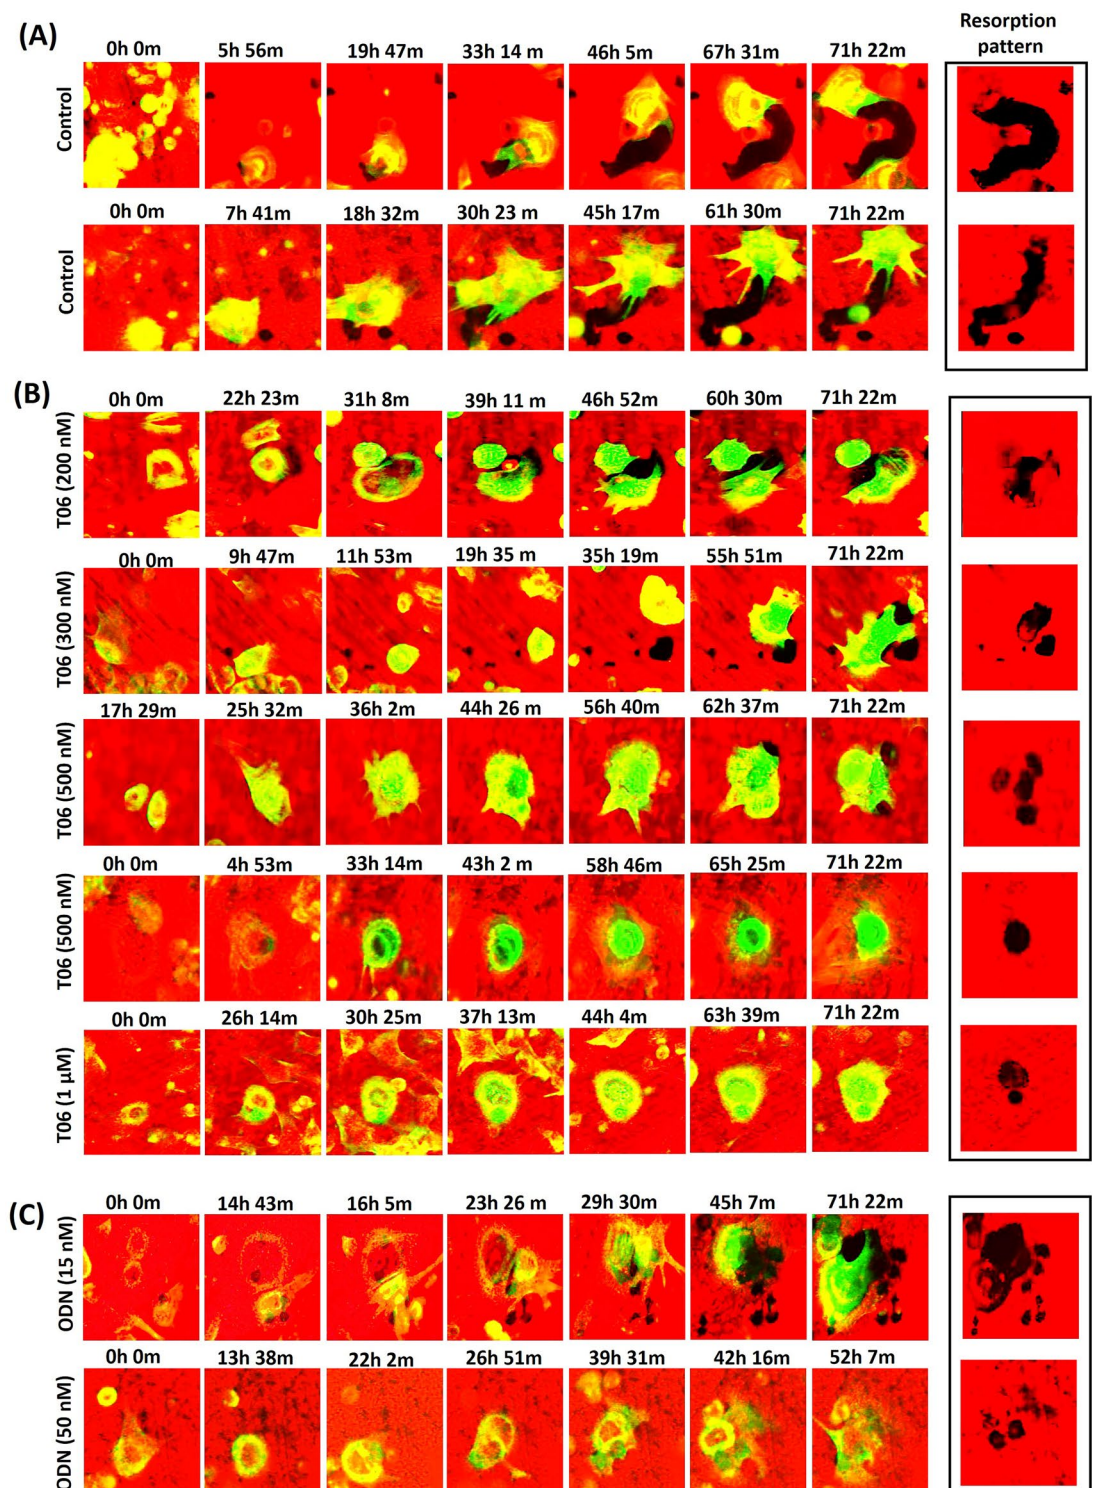 Resorption
pattern
(A)
0h 0m 5h 56m 19h 47m 33h 14 m 46h 5m 67h 31m 71h 22m
Control
0h 0m 7h 41m 18h 32m 30h 23 m 45h 17m 61h 30m 71h 22m
Control
(B)
0h 0m 22h 23m 31h 8m 39h 11 m 46h 52m 60h 30m 71h 22m
T06 (200 nM)
0h 0m 9h 47m 11h 53m 19h 35 m 35h 19m 55h 51m 71h 22m
T06 (300 nM)
17h 29m 25h 32m 36h 2m 44h 26 m 56h 40m 62h 37m 71h 22m
T06 (500 nM)
0h 0m 4h 53m 33h 14m 43h 2 m 58h 46m 65h 25m 71h 22m
T06 (500 nM)
0h 0m 26h 14m 30h 25m 37h 13m 44h 4m 63h 39m 71h 22m
T06 (1 μM)
(C)
0h 0m 14h 43m 16h 5m 23h 26 m 29h 30m 45h 7m 71h 22m
ODN (15 nM)
0h 0m 13h 38m 22h 2m 26h 51m 39h 31m 42h 16m 52h 7m
ODN (50 nM)